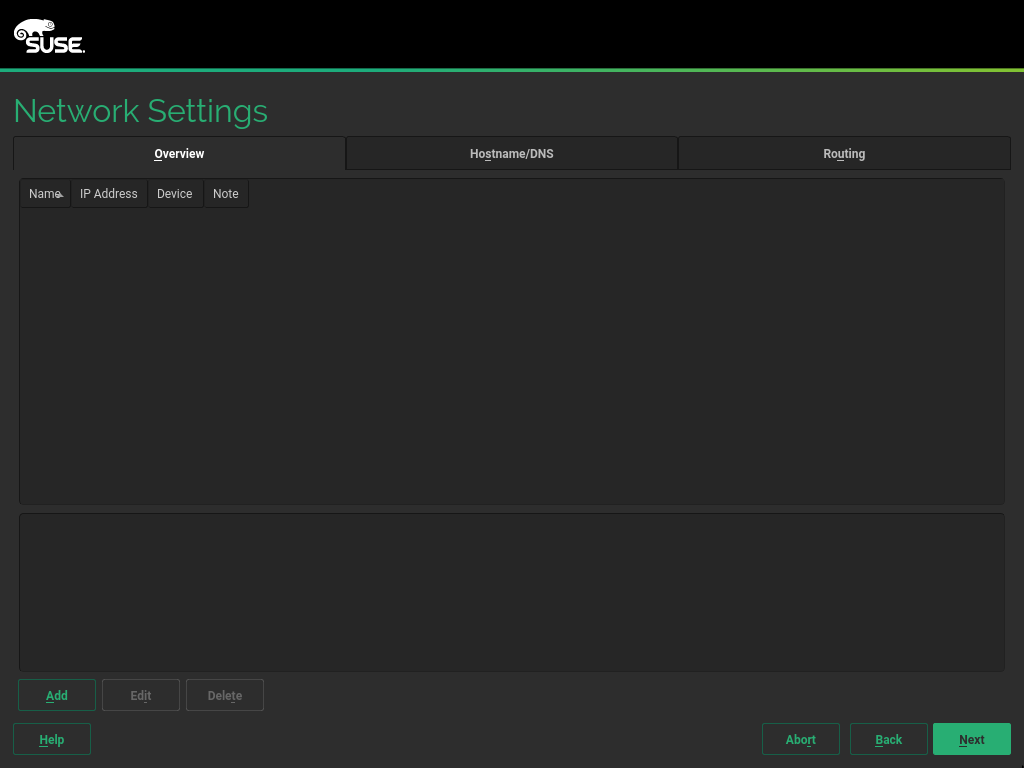 SUSE.
Network Settings
Overview Hostname/DNS Routing
Name IP Address Device Note
Add Edit Delete
Help Abort Back Next